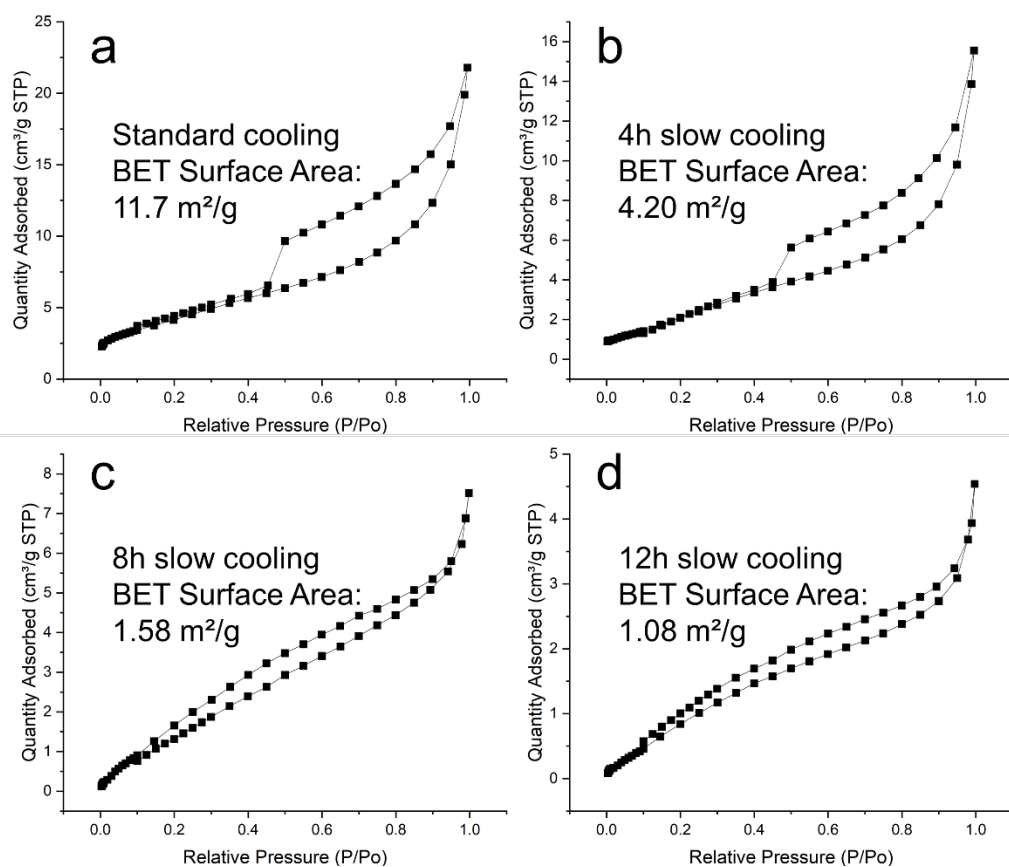 a
Standard cooling
BET Surface Area:
11.7 m²/g
Quantity Adsorbed (cm³/g STP)
25
20
15
10
5
0
0.0 0.2 0.4 0.6 0.8 1.0
Relative Pressure (P/Po)
b
4h slow cooling
BET Surface Area:
4.20 m²/g
Quantity Adsorbed (cm³/g STP)
16
14
12
10
8
6
4
2
0
0.0 0.2 0.4 0.6 0.8 1.0
Relative Pressure (P/Po)
c
8h slow cooling
BET Surface Area:
1.58 m²/g
Quantity Adsorbed (cm³/g STP)
8
7
6
5
4
3
2
1
0
0.0 0.2 0.4 0.6 0.8 1.0
Relative Pressure (P/Po)
d
12h slow cooling
BET Surface Area:
1.08 m²/g
Quantity Adsorbed (cm³/g STP)
5
4
3
2
1
0
0.0 0.2 0.4 0.6 0.8 1.0
Relative Pressure (P/Po)